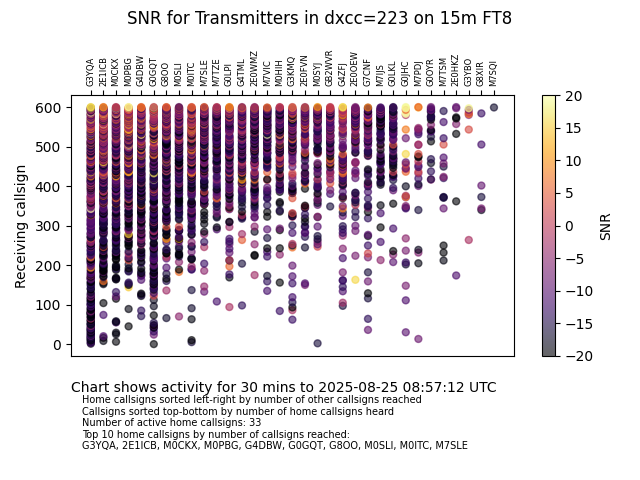 SNR for Transmitters in dxcc=223 on 15m FT8
G3YQA 2E1ICB M0CKX M0PBG G4DBW G0GQT G8OO M0SLI M0ITC M7SLE M7TZE G0LPI G4TML 2E0WMZ M7VIC M0HIH G3KMQ 2E0FVN M0SYJ GB2WVR G4ZFJ 2E0OEW G7CNF M7IJS G0LKL G0JHC M7PDJ G0OYR M7TSM 2E0HKZ G3YBO G8XIR M7SQI
600
500
400
300
200
100
0
Receiving callsign
20
15
10
5
0
−5
−10
−15
−20
SNR
Chart shows activity for 30 mins to 2025-08-25 08:57:12 UTC
Home callsigns sorted left-right by number of other callsigns reached
Callsigns sorted top-bottom by number of home callsigns heard
Number of active home callsigns: 33
Top 10 home callsigns by number of callsigns reached:
G3YQA, 2E1ICB, M0CKX, M0PBG, G4DBW, G0GQT, G8OO, M0SLI, M0ITC, M7SLE